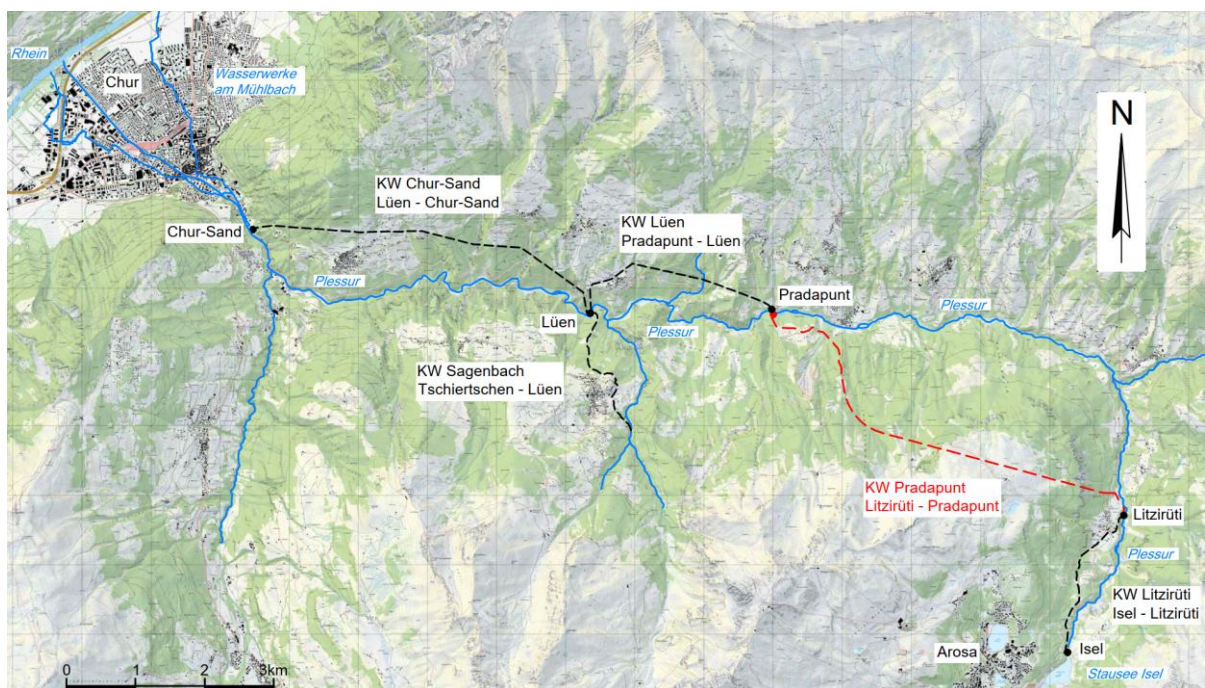 Rhein
Chur
Wasserwerke
am Mühlbach
N
KW Chur-Sand
Lüen - Chur-Sand
KW Lüen
Pradapunt - Lüen
Chur-Sand
Plessur
Pradapunt
Plessur
Lüen
Plessur
KW Sagenbach
Tschiertschen - Lüen
KW Pradapunt
Litzirüti - Pradapunt
Litzirüti
Plessur
KW Litzirüti
Isel - Litzirüti
Arosa
Isel
Stausee Isel
0 1 2 3km